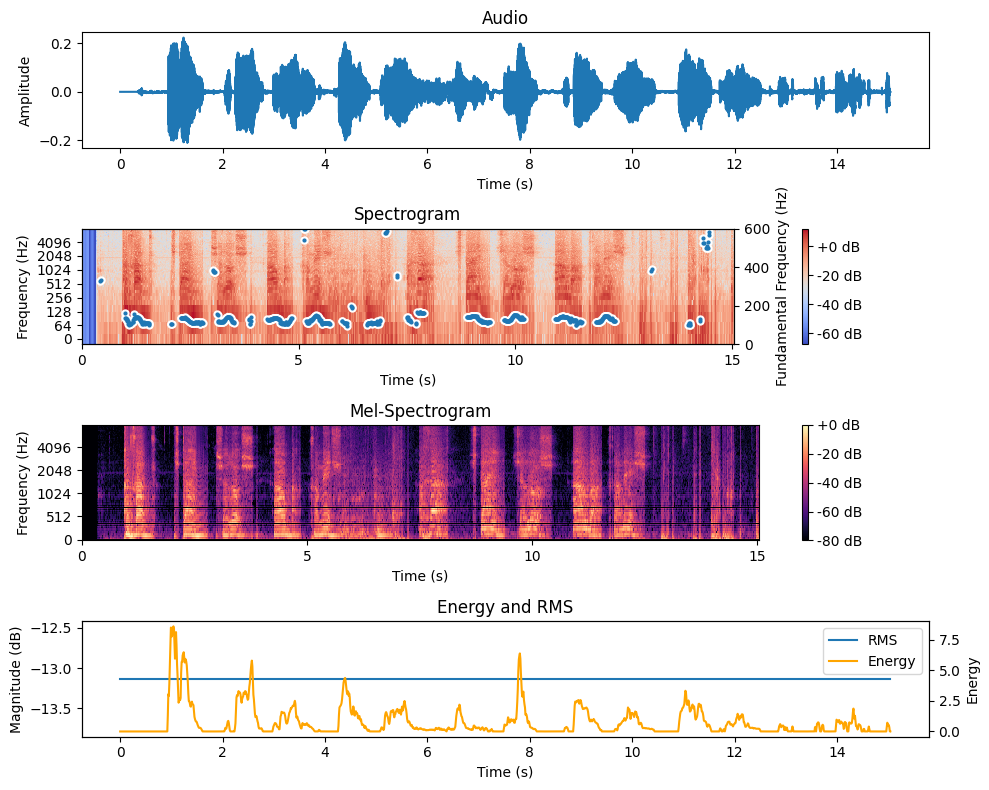 Audio
Amplitude
0.2
0.0
−0.2
0 2 4 6 8 10 12 14
Time (s)
Spectrogram
Frequency (Hz)
4096
2048
1024
512
256
128
64
0
600
400
200
0
Fundamental Frequency (Hz)
+0 dB
-20 dB
-40 dB
-60 dB
0 5 10 15
Time (s)
Mel-Spectrogram
Frequency (Hz)
4096
2048
1024
512
0
+0 dB
-20 dB
-40 dB
-60 dB
-80 dB
0 5 10 15
Time (s)
Energy and RMS
Magnitude (dB)
−12.5
−13.0
−13.5
RMS
Energy
7.5
5.0
2.5
0.0
Energy
0 2 4 6 8 10 12 14
Time (s)